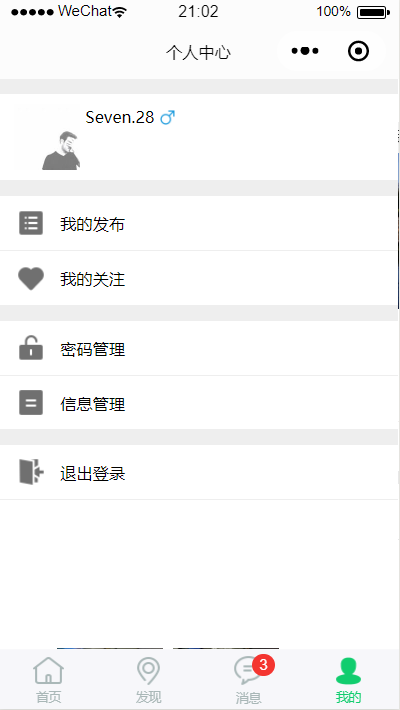 WeChat 21:02 100%
个人中心
Seven.28
我的发布
我的关注
密码管理
信息管理
退出登录
3
首页 发现 消息 我的